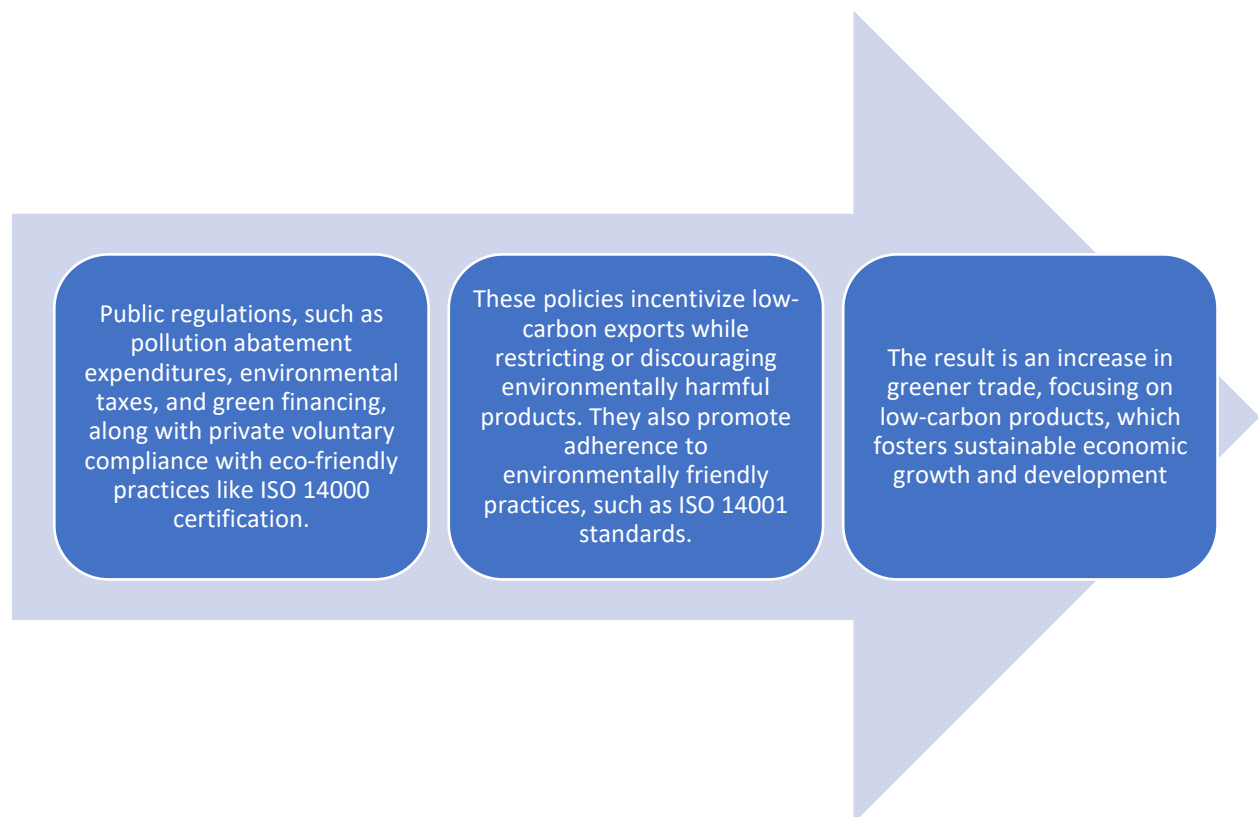 Public regulations, such as
pollution abatement
expenditures, environmental
taxes, and green financing,
along with private voluntary
compliance with eco-friendly
practices like ISO 14000
certification.
These policies incentivize low-
carbon exports while
restricting or discouraging
environmentally harmful
products. They also promote
adherence to
environmentally friendly
practices, such as ISO 14001
standards.
The result is an increase in
greener trade, focusing on
low-carbon products, which
fosters sustainable economic
growth and development